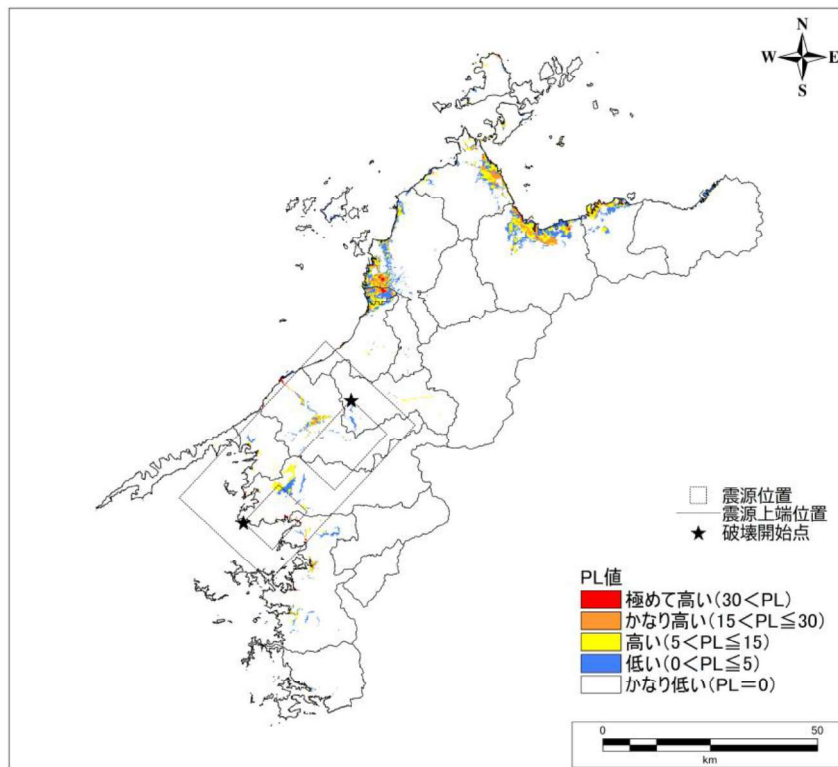 N
W E
S
震源位置
震源上端位置
破壊開始点
PL値
極めて高い(30<PL)
かなり高い(15<PL≦30)
高い(5<PL≦15)
低い(0<PL≦5)
かなり低い(PL=0)
0 50
km